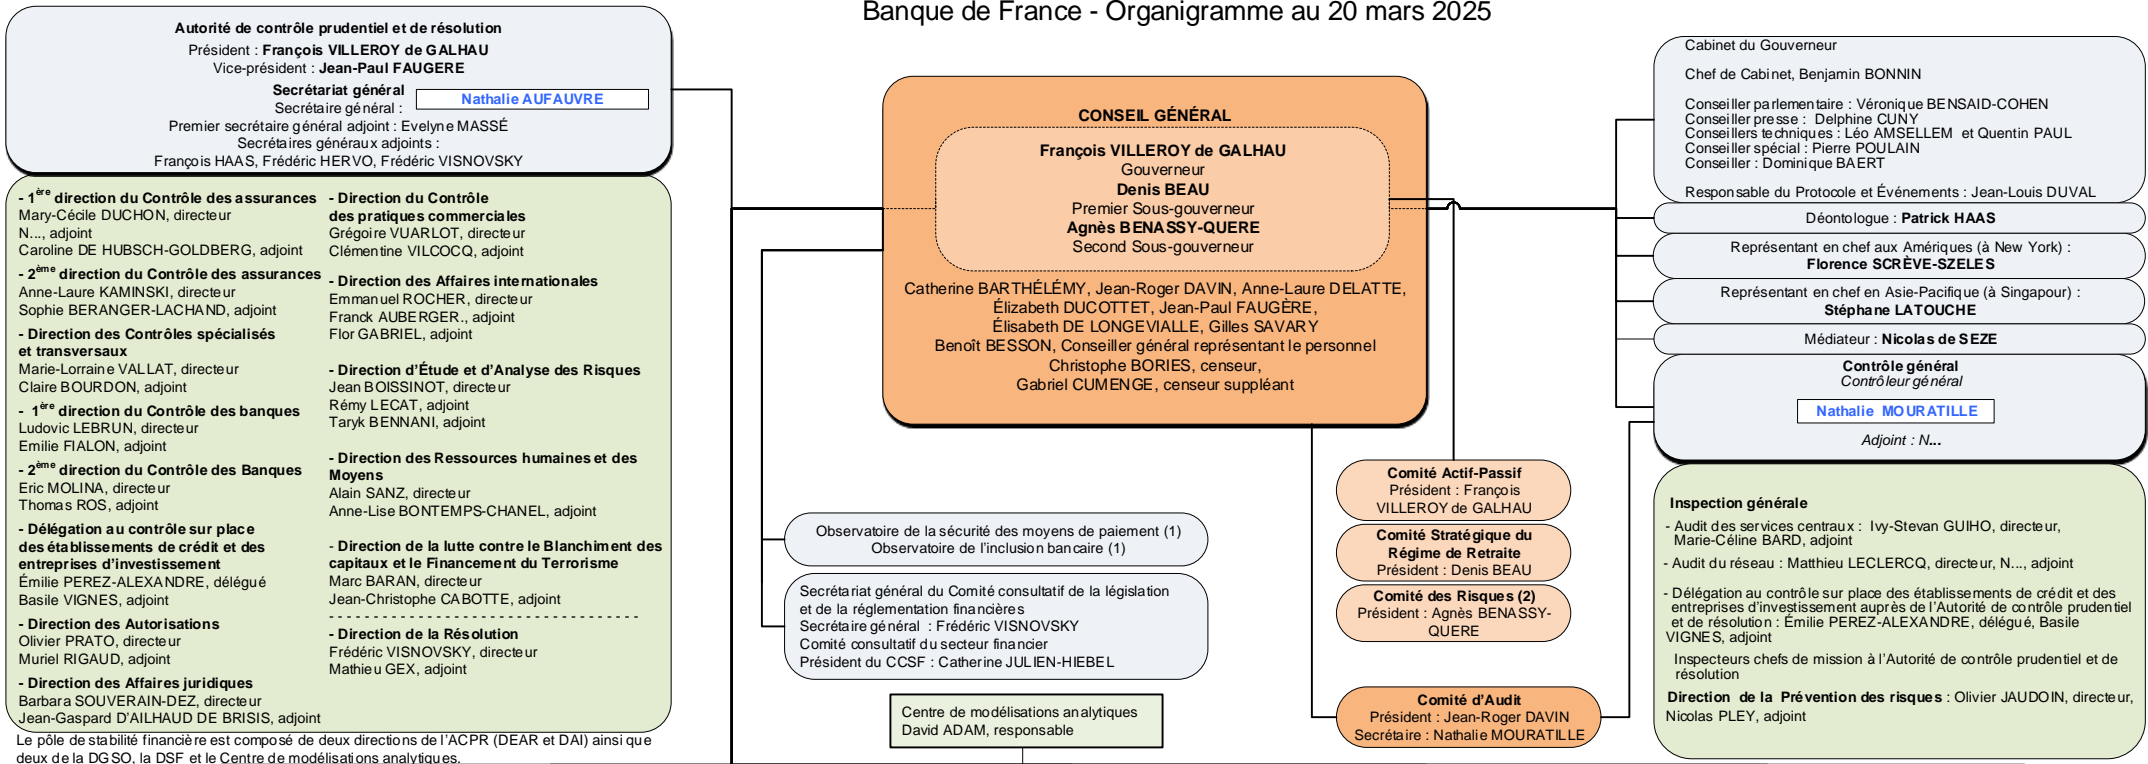 Banque de France - Organigramme au 20 mars 2025
Autorité de contrôle prudentiel et de résolution
Président : François VILLEROY de GALHAU
Vice-président : Jean-Paul FAUGERE
Secrétariat général
Secrétaire général : Nathalie AUFAUVRE
Premier secrétaire général adjoint : Evelyne MASSÉ
Secrétaires généraux adjoints :
François HAAS, Frédéric HERVO, Frédéric VISNOVSKY
- 1ère direction du Contrôle des assurances
Mary-Cécile DUCHON, directeur
N..., adjoint
Caroline DE HUBSCH-GOLDBERG, adjoint
- 2ème direction du Contrôle des assurances
Anne-Laure KAMINSKI, directeur
Sophie BERANGER-LACHAND, adjoint
- Direction des Contrôles spécialisés
et transversaux
Marie-Lorraine VALLAT, directeur
Claire BOURDON, adjoint
- 1ère direction du Contrôle des banques
Ludovic LEBRUN, directeur
Emilie FIALON, adjoint
- 2ème direction du Contrôle des Banques
Eric MOLINA, directeur
Thomas ROS, adjoint
- Délégation au contrôle sur place
des établissements de crédit et des
entreprises d'investissement
Émilie PEREZ-ALEXANDRE, délégué
Basile VIGNES, adjoint
- Direction des Autorisations
Olivier PRATO, directeur
Muriel RIGAUD, adjoint
- Direction des Affaires juridiques
Barbara SOUVERAIN-DEZ, directeur
Jean-Gaspard D'AILHAUD DE BRISIS, adjoint
- Direction du Contrôle
des pratiques commerciales
Grégoire VUARLOT, directeur
Clémentine VILCOCQ, adjoint
- Direction des Affaires internationales
Emmanuel ROCHER, directeur
Franck AUBERGER., adjoint
Flor GABRIEL, adjoint
- Direction d'Étude et d'Analyse des Risques
Jean BOISSINOT, directeur
Rémy LECAT, adjoint
Taryk BENNANI, adjoint
- Direction des Ressources humaines et des
Moyens
Alain SANZ, directeur
Anne-Lise BONTEMPS-CHANEL, adjoint
- Direction de la lutte contre le Blanchiment des
capitaux et le Financement du Terrorisme
Marc BARAN, directeur
Jean-Christophe CABOTTE, adjoint
- - - - - - - - - - - - - - - - - - - - - - - - - - - - - - - - - - -
- Direction de la Résolution
Frédéric VISNOVSKY, directeur
Mathieu GEX, adjoint
Le pôle de stabilité financière est composé de deux directions de l'ACPR (DEAR et DAI) ainsi que
deux de la DGSO, la DSF et le Centre de modélisations analytiques.
CONSEIL GÉNÉRAL
François VILLEROY de GALHAU
Gouverneur
Denis BEAU
Premier Sous-gouverneur
Agnès BENASSY-QUERE
Second Sous-gouverneur
Catherine BARTHÉLÉMY, Jean-Roger DAVIN, Anne-Laure DELATTE,
Élizabeth DUCOTTET, Jean-Paul FAUGÈRE,
Élisabeth DE LONGEVIALLE, Gilles SAVARY
Benoît BESSON, Conseiller général représentant le personnel
Christophe BORIES, censeur,
Gabriel CUMENGE, censeur suppléant
Observatoire de la sécurité des moyens de paiement (1)
Observatoire de l'inclusion bancaire (1)
Secrétariat général du Comité consultatif de la législation
et de la réglementation financières
Secrétaire général : Frédéric VISNOVSKY
Comité consultatif du secteur financier
Président du CCSF : Catherine JULIEN-HIEBEL
Centre de modélisations analytiques
David ADAM, responsable
Comité Actif-Passif
Président : François
VILLEROY de GALHAU
Comité Stratégique du
Régime de Retraite
Président : Denis BEAU
Comité des Risques (2)
Président : Agnès BENASSY-
QUERE
Comité d'Audit
Président : Jean-Roger DAVIN
Secrétaire : Nathalie MOURATILLE
Cabinet du Gouverneur
Chef de Cabinet, Benjamin BONNIN
Conseiller parlementaire : Véronique BENSAID-COHEN
Conseiller presse : Delphine CUNY
Conseillers techniques : Léo AMSELLEM et Quentin PAUL
Conseiller spécial : Pierre POULAIN
Conseiller : Dominique BAERT
Responsable du Protocole et Événements : Jean-Louis DUVAL
Déontologue : Patrick HAAS
Représentant en chef aux Amériques (à New York) :
Florence SCRÈVE-SZELES
Représentant en chef en Asie-Pacifique (à Singapour) :
Stéphane LATOUCHE
Médiateur : Nicolas de SEZE
Contrôle général
Contrôleur général
Nathalie MOURATILLE
Adjoint : N...
Inspection générale
- Audit des services centraux : Ivy-Stevan GUIHO, directeur,
Marie-Céline BARD, adjoint
- Audit du réseau : Matthieu LECLERCQ, directeur, N..., adjoint
- Délégation au contrôle sur place des établissements de crédit et des
entreprises d'investissement auprès de l'Autorité de contrôle prudentiel
et de résolution : Émilie PEREZ-ALEXANDRE, délégué, Basile
VIGNES, adjoint
Inspecteurs chefs de mission à l'Autorité de contrôle prudentiel et de
résolution
Direction de la Prévention des risques : Olivier JAUDOIN, directeur,
Nicolas PLEY, adjoint